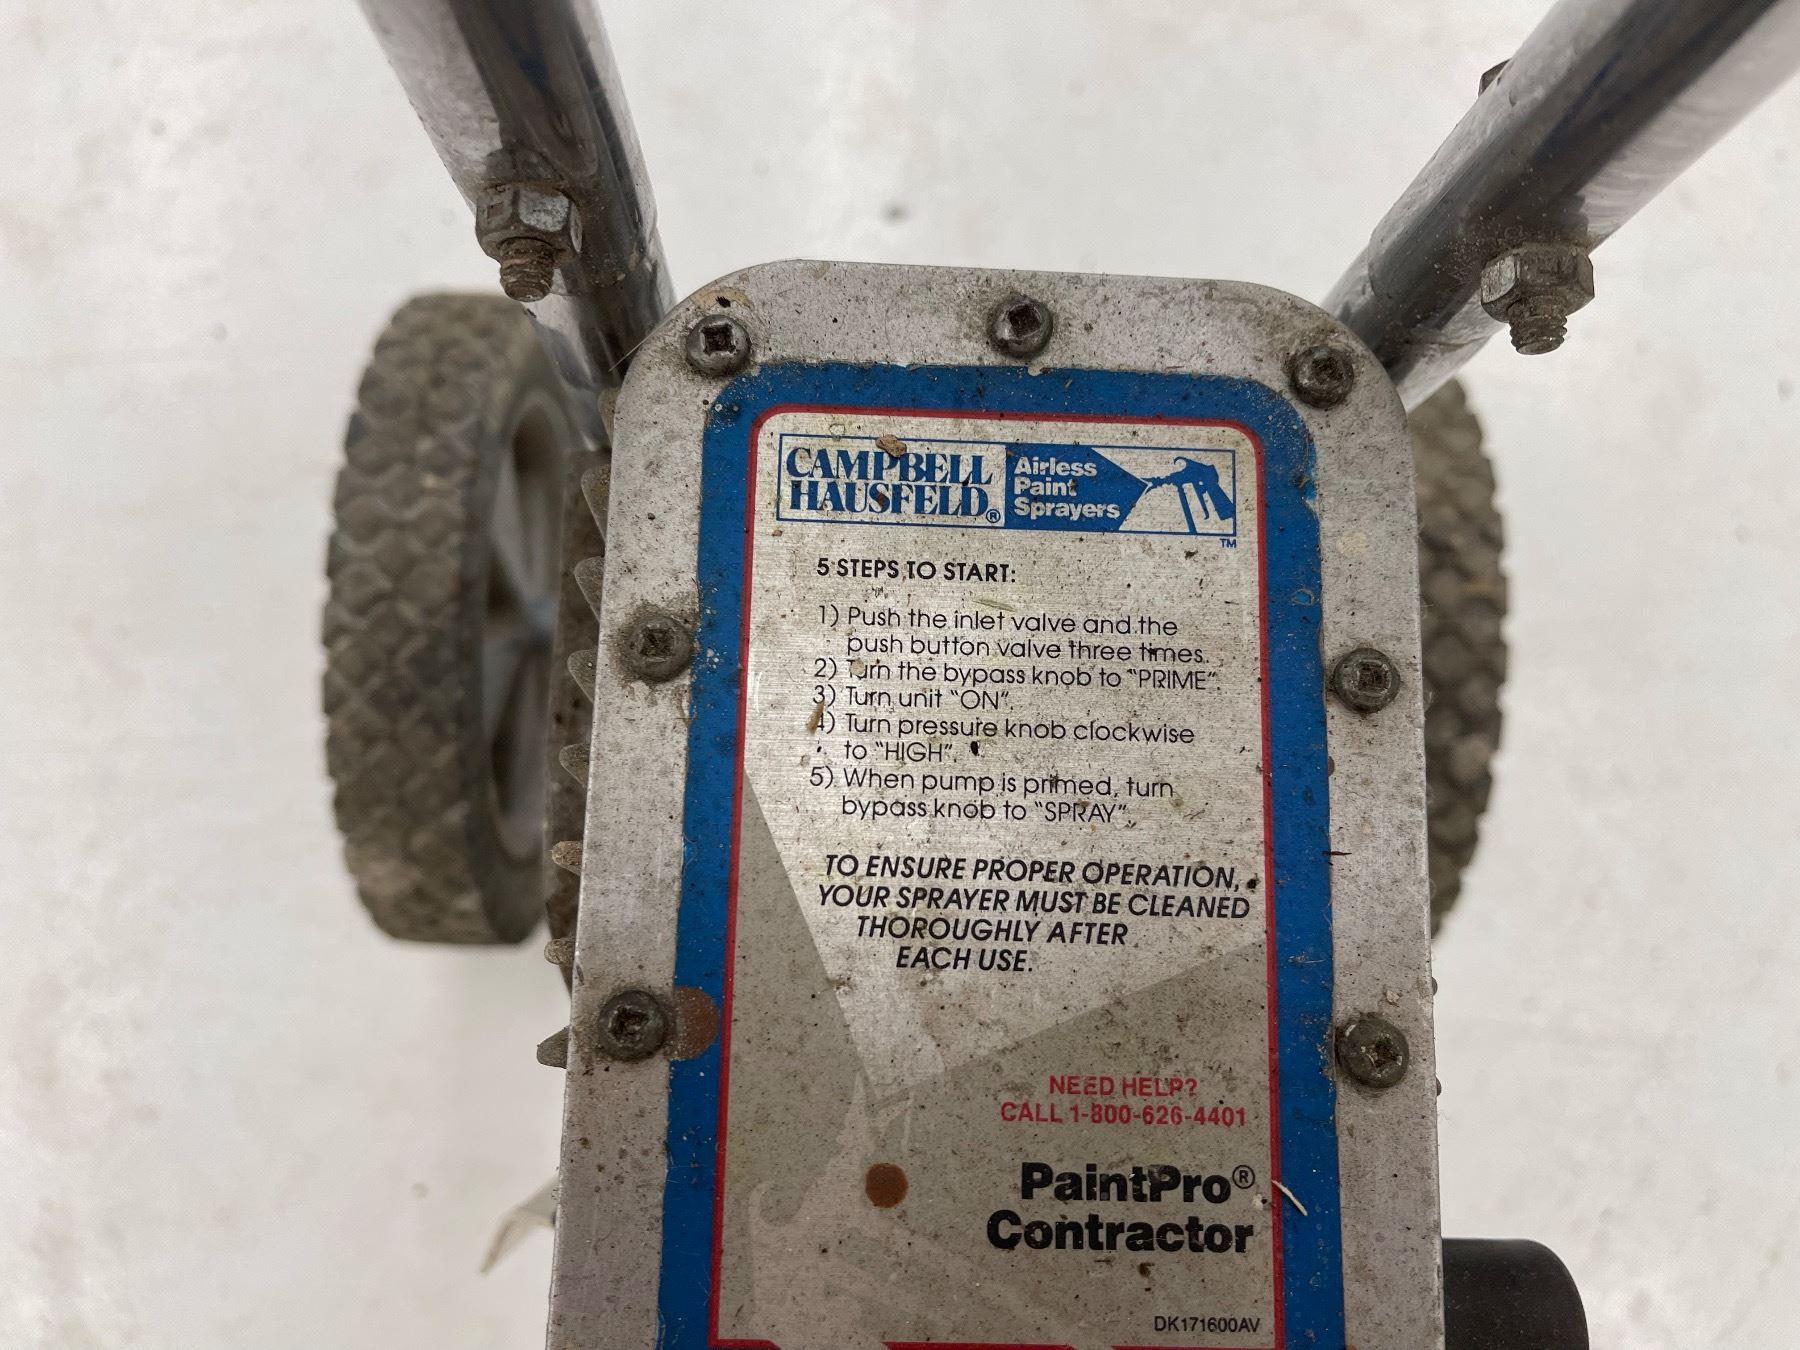 CAMPBELL
HAUSFELD®
Airless
Paint
Sprayers
TM
5 STEPS TO START:
1) Push the inlet valve and the
push button valve three times.
2) Turn the bypass knob to "PRIME".
3) Turn unit "ON".
4) Turn pressure knob clockwise
to "HIGH".
5) When pump is primed, turn
bypass knob to "SPRAY".
TO ENSURE PROPER OPERATION,
YOUR SPRAYER MUST BE CLEANED
THOROUGHLY AFTER
EACH USE.
NEED HELP?
CALL 1-800-626-4401
PaintPro®
Contractor
DK171600AV